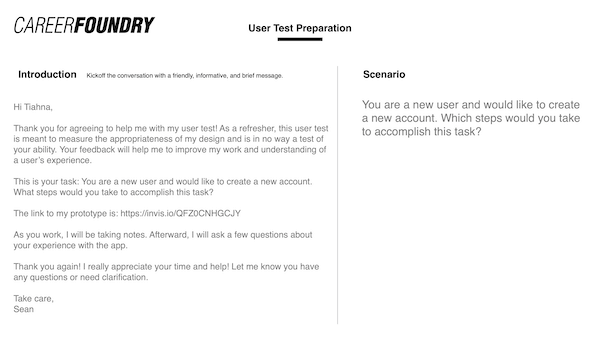 CAREERFOUNDRY
User Test Preparation
Introduction Kickoff the conversation with a friendly, informative, and brief message.
Hi Tiahna,
Thank you for agreeing to help me with my user test! As a refresher, this user test
is meant to measure the appropriateness of my design and is in no way a test of
your ability. Your feedback will help me to improve my work and understanding of
a user's experience.
This is your task: You are a new user and would like to create a new account.
What steps would you take to accomplish this task?
The link to my prototype is: https://invis.io/QFZ0CNHGCJY
As you work, I will be taking notes. Afterward, I will ask a few questions about
your experience with the app.
Thank you again! I really appreciate your time and help! Let me know you have
any questions or need clarification.
Take care,
Sean
Scenario
You are a new user and would like to create
a new account. Which steps would you take
to accomplish this task?